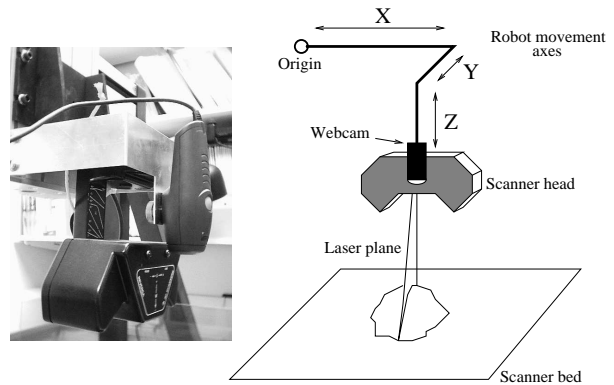 X
Robot movement
axes
Origin
Y
Z
Webcam
Scanner head
Laser plane
Scanner bed